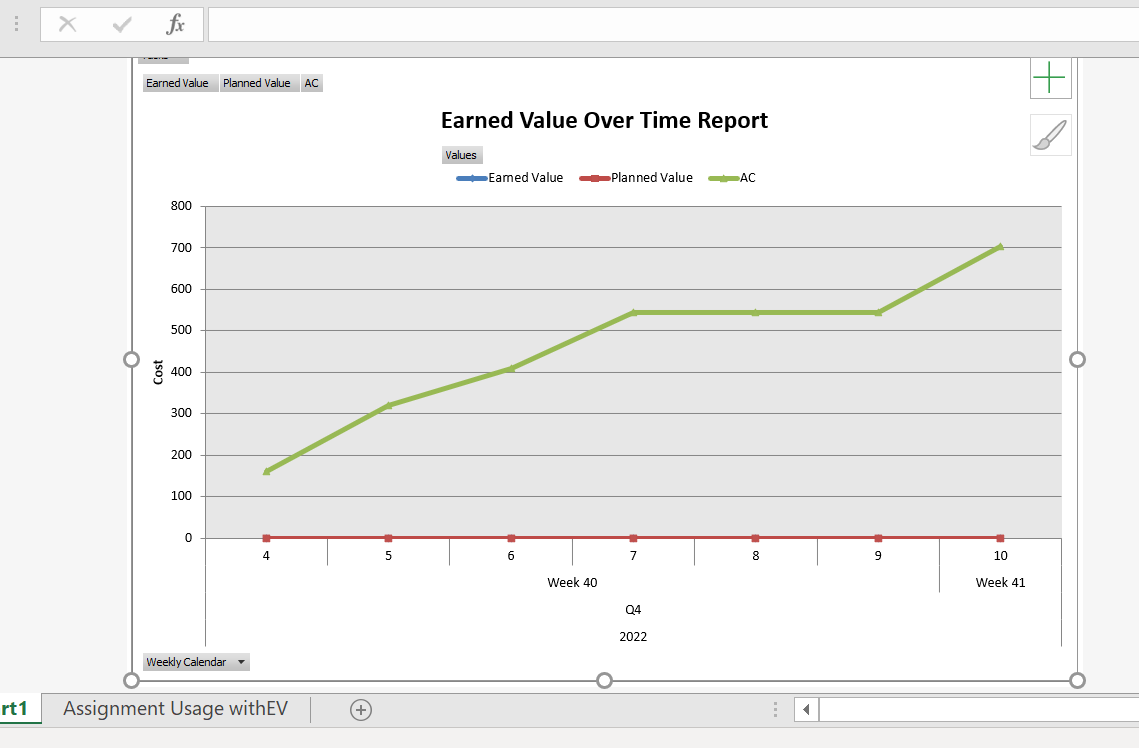 fx
Earned Value Planned Value AC
Earned Value Over Time Report
Values
Earned Value Planned Value AC
800
700
600
500
400
300
200
100
0
Cost
4 5 6 7 8 9 10
Week 40 Week 41
Q4
2022
Weekly Calendar
rt1 Assignment Usage withEV